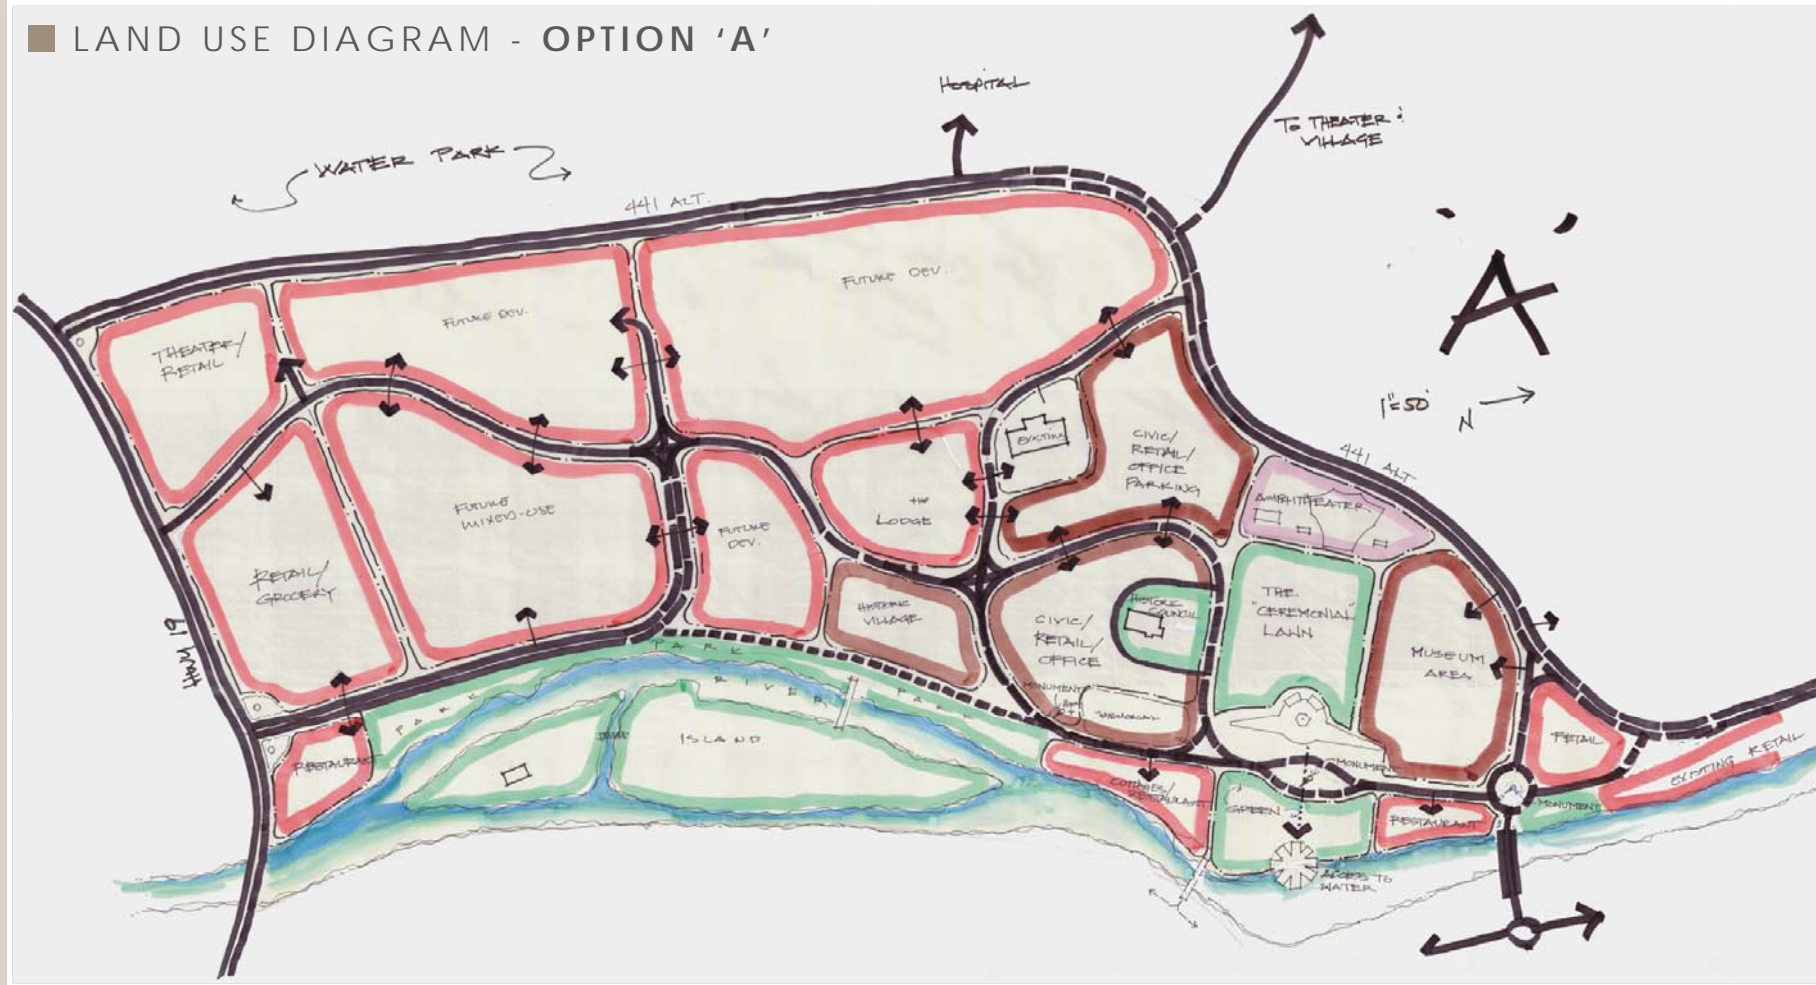 LAND USE DIAGRAM - OPTION ‘A’
HOSPITAL
TO THEATER :
VILLAGE
WATER PARK
441 ALT.
FUTURE DEV.
FUTURE DEV.
THEATER/
RETAIL
A
1"=50'
N
441 ALT
EXISTING
CIVIC/
RETAIL/
OFFICE
PARKING
AMPHITHEATER
THE
LODGE
FUTURE
MIXED-USE
FUTURE
DEV.
RETAIL/
GROCERY
HISTORIC
VILLAGE
HISTORIC
COUNCIL
THE
"CEREMONIAL"
LAWN
CIVIC/
RETAIL/
OFFICE
MUSEUM
AREA
HWY 19
PARK
PARK
RIVER
PARK
MONUMENT
ISLAND
RESTAURANT
RETAIL
EXISTING RETAIL
MONUMENT
COTTAGES/
RESTAURANT
GREEN
RESTAURANT
MONUMENT
ACCESS TO
WATER